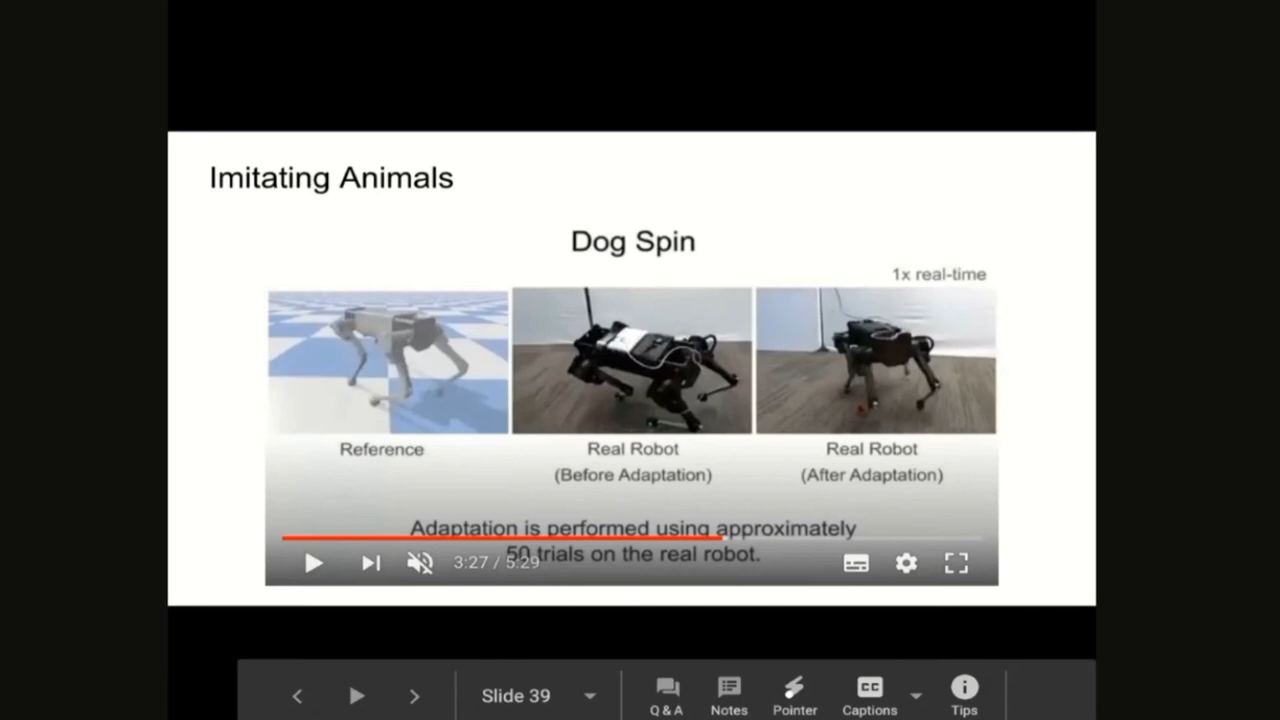 Imitating Animals
Dog Spin
1x real-time
Reference
Real Robot
(Before Adaptation)
Real Robot
(After Adaptation)
Adaptation is performed using approximately
50 trials on the real robot.
3:27 / 5:29
Slide 39
Q & A
Notes
Pointer
CC
Captions
Tips